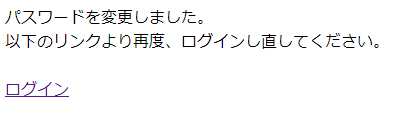 パスワードを変更しました。
以下のリンクより再度、ログインし直してください。
ログイン